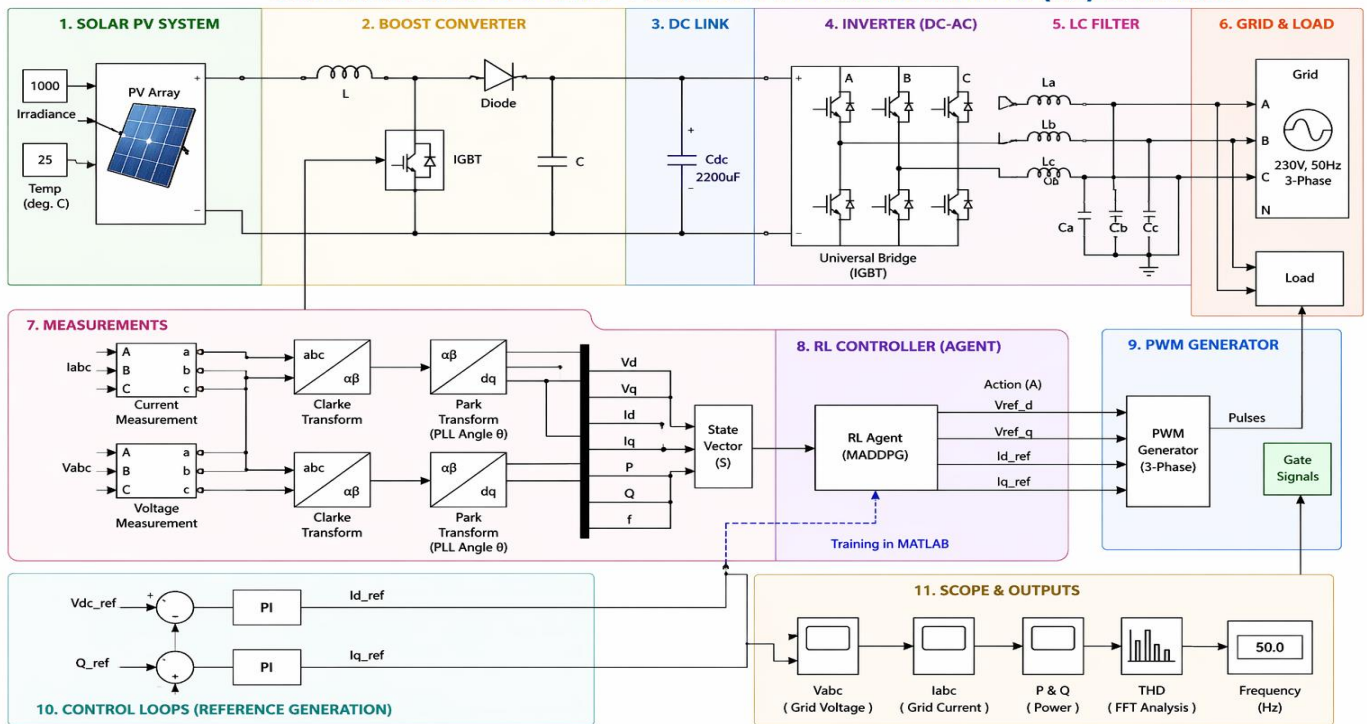 1. SOLAR PV SYSTEM
2. BOOST CONVERTER
3. DC LINK
4. INVERTER (DC-AC)
5. LC FILTER
6. GRID & LOAD
1000
Irradiance
25
Temp
(deg. C)
PV Array
+
−
L
Diode
IGBT
C
+
Cdc
2200uF
−
+
−
A
B
C
Universal Bridge
(IGBT)
La
Lb
Lc
Ca
Cb
Cc
Grid
A
B
C
N
230V, 50Hz
3-Phase
Load
7. MEASUREMENTS
Iabc
A
B
C
a
b
c
Current
Measurement
abc
αβ
Clarke
Transform
αβ
dq
Park
Transform
(PLL Angle θ)
Vabc
A
B
C
a
b
c
Voltage
Measurement
abc
αβ
Clarke
Transform
αβ
dq
Park
Transform
(PLL Angle θ)
Vd
Vq
Id
Iq
P
Q
f
State
Vector
(S)
8. RL CONTROLLER (AGENT)
RL Agent
(MADDPG)
Action (A)
Vref_d
Vref_q
Id_ref
Iq_ref
Training in MATLAB
9. PWM GENERATOR
PWM
Generator
(3-Phase)
Pulses
Gate
Signals
Vdc_ref
+
−
PI
Id_ref
Q_ref
+
PI
Iq_ref
10. CONTROL LOOPS (REFERENCE GENERATION)
11. SCOPE & OUTPUTS
50.0
Vabc
( Grid Voltage )
Iabc
( Grid Current )
P & Q
( Power )
THD
( FFT Analysis )
Frequency
(Hz)